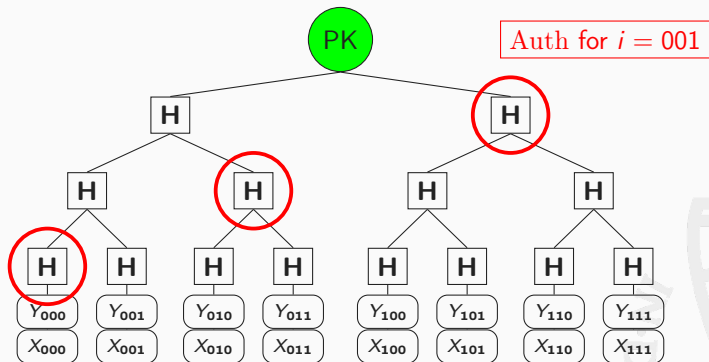 PK
Auth for i = 001
H H
H H H H
H H H H H H H H
Y000 Y001 Y010 Y011 Y100 Y101 Y110 Y111
X000 X001 X010 X011 X100 X101 X110 X111